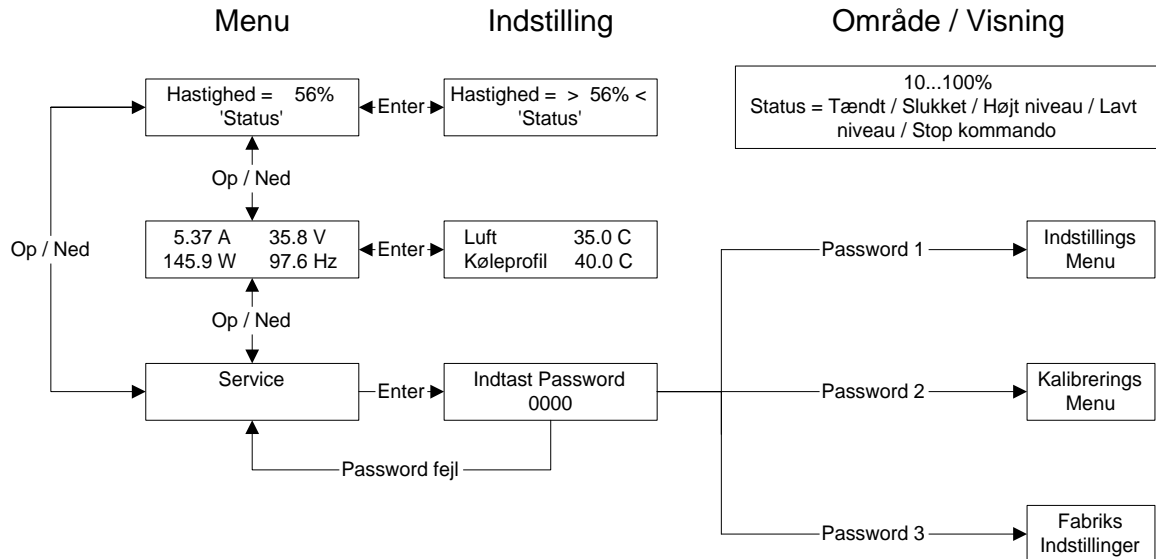 Menu
Indstilling
Område / Visning
Hastighed = 56%
'Status'
Enter
Hastighed = > 56% <
'Status'
10...100%
Status = Tændt / Slukket / Højt niveau / Lavt
niveau / Stop kommando
Op / Ned
Op / Ned
5.37 A 35.8 V
145.9 W 97.6 Hz
Enter
Luft 35.0 C
Køleprofil 40.0 C
Password 1
Indstillings
Menu
Op / Ned
Service
Enter
Indtast Password
0000
Password 2
Kalibrerings
Menu
Password fejl
Password 3
Fabriks
Indstillinger